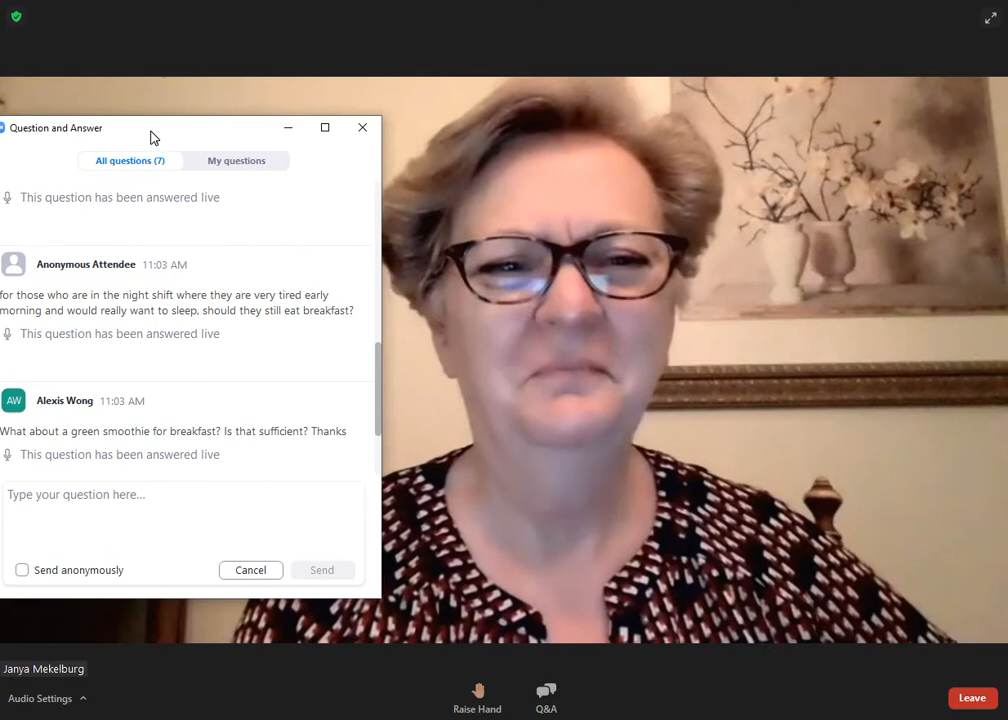 Question and Answer
All questions (7)
My questions
This question has been answered live
Anonymous Attendee 11:03 AM
for those who are in the night shift where they are very tired early
morning and would really want to sleep, should they still eat breakfast?
This question has been answered live
AW
Alexis Wong 11:03 AM
What about a green smoothie for breakfast? Is that sufficient? Thanks
This question has been answered live
Type your question here...
Send anonymously
Cancel
Send
Janya Mekelburg
Audio Settings
Raise Hand
Q&A
Leave